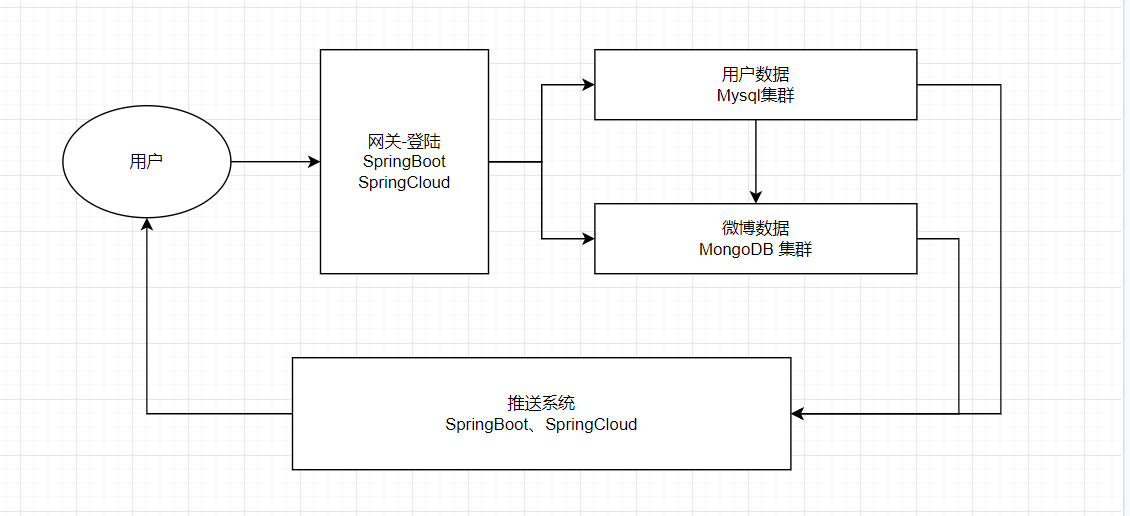 用户
网关-登陆
SpringBoot
SpringCloud
用户数据
Mysql集群
微博数据
MongoDB 集群
推送系统
SpringBoot、SpringCloud